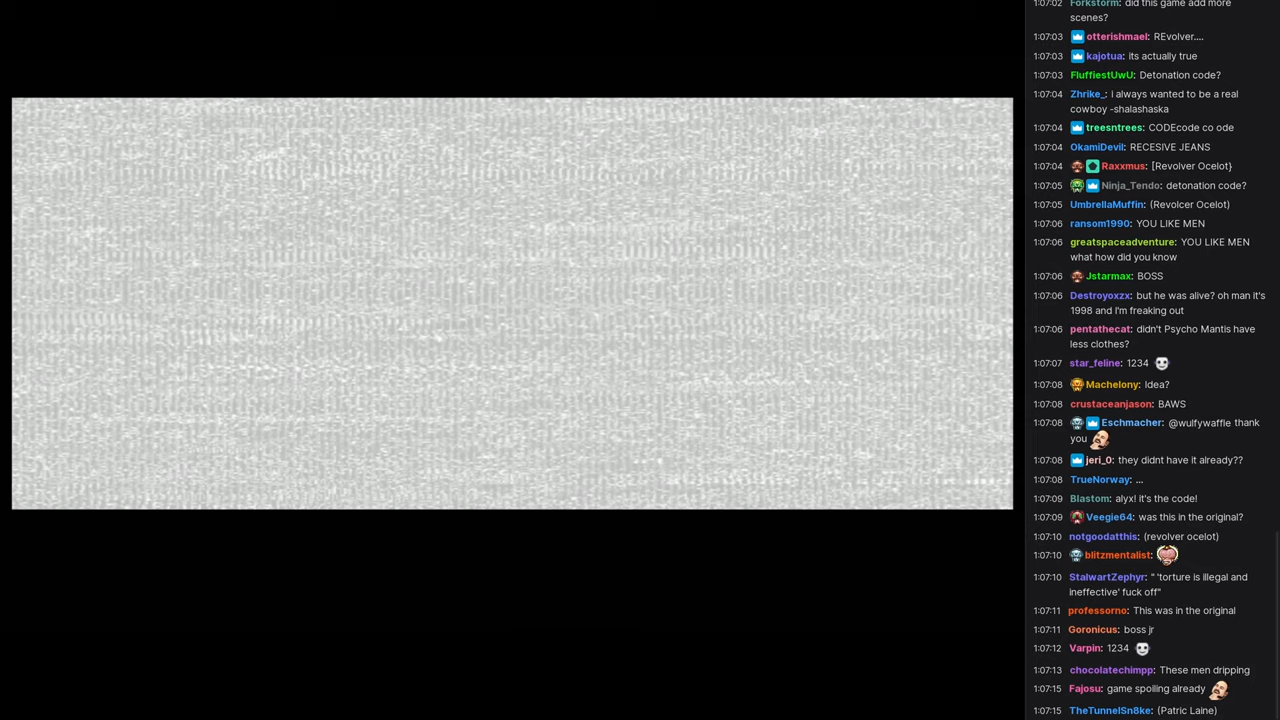 1:07:02 Forkstorm: did this game add more
scenes?
1:07:03 otterishmael: REvolver....
1:07:03 kajotua: its actually true
1:07:03 FluffiestUwU: Detonation code?
1:07:04 Zhrike_: i always wanted to be a real
cowboy -shalashaska
1:07:04 treesntrees: CODEcode co ode
1:07:04 OkamiDevil: RECESIVE JEANS
1:07:04 Raxxmus: [Revolver Ocelot}
1:07:05 Ninja_Tendo: detonation code?
1:07:05 UmbrellaMuffin: (Revolcer Ocelot)
1:07:06 ransom1990: YOU LIKE MEN
1:07:06 greatspaceadventure: YOU LIKE MEN
what how did you know
1:07:06 Jstarmax: BOSS
1:07:06 Destroyoxzx: but he was alive? oh man it's
1998 and I'm freaking out
1:07:06 pentathecat: didn't Psycho Mantis have
less clothes?
1:07:07 star_feline: 1234
1:07:08 Machelony: Idea?
1:07:08 crustaceanjason: BAWS
1:07:08 Eschmacher: @wulfywaffle thank
you
1:07:08 jeri_0: they didnt have it already??
1:07:08 TrueNorway: ...
1:07:09 Blastom: alyx! it's the code!
1:07:09 Veegie64: was this in the original?
1:07:10 notgoodatthis: (revolver ocelot)
1:07:10 blitzmentalist:
1:07:10 StalwartZephyr: " 'torture is illegal and
ineffective' fuck off"
1:07:11 professorno: This was in the original
1:07:11 Goronicus: boss jr
1:07:12 Varpin: 1234
1:07:13 chocolatechimpp: These men dripping
1:07:15 Fajosu: game spoiling already
1:07:15 TheTunnelSn8ke: (Patric Laine)